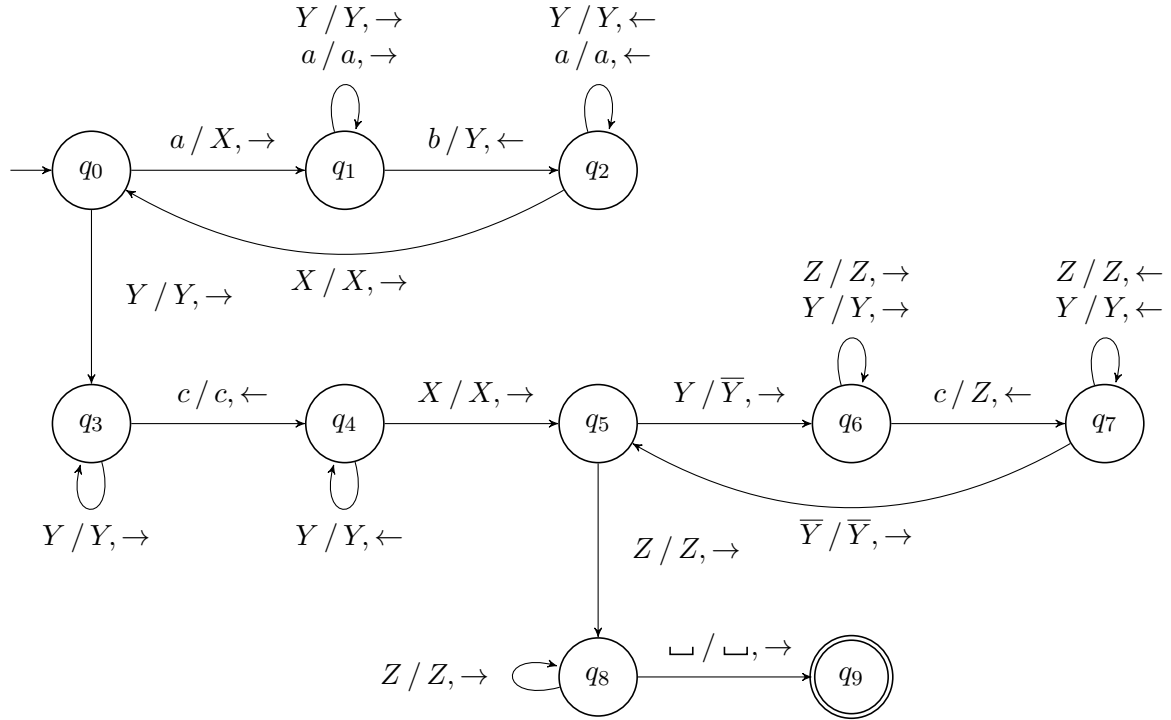 Y / Y, →
Y / Y, ←
a / a, →
a / a, ←
a / X, →
b / Y, ←
q₀
q₁
q₂
X / X, →
Y / Y, →
Z / Z, →
Z / Z, ←
Y / Y, →
Y / Y, ←
c / c, ←
X / X, →
Y / Y̅, →
c / Z, ←
q₃
q₄
q₅
q₆
q₇
Y / Y, →
Y / Y, ←
Y̅ / Y̅, →
Z / Z, →
␣ / ␣, →
Z / Z, →
q₈
q₉